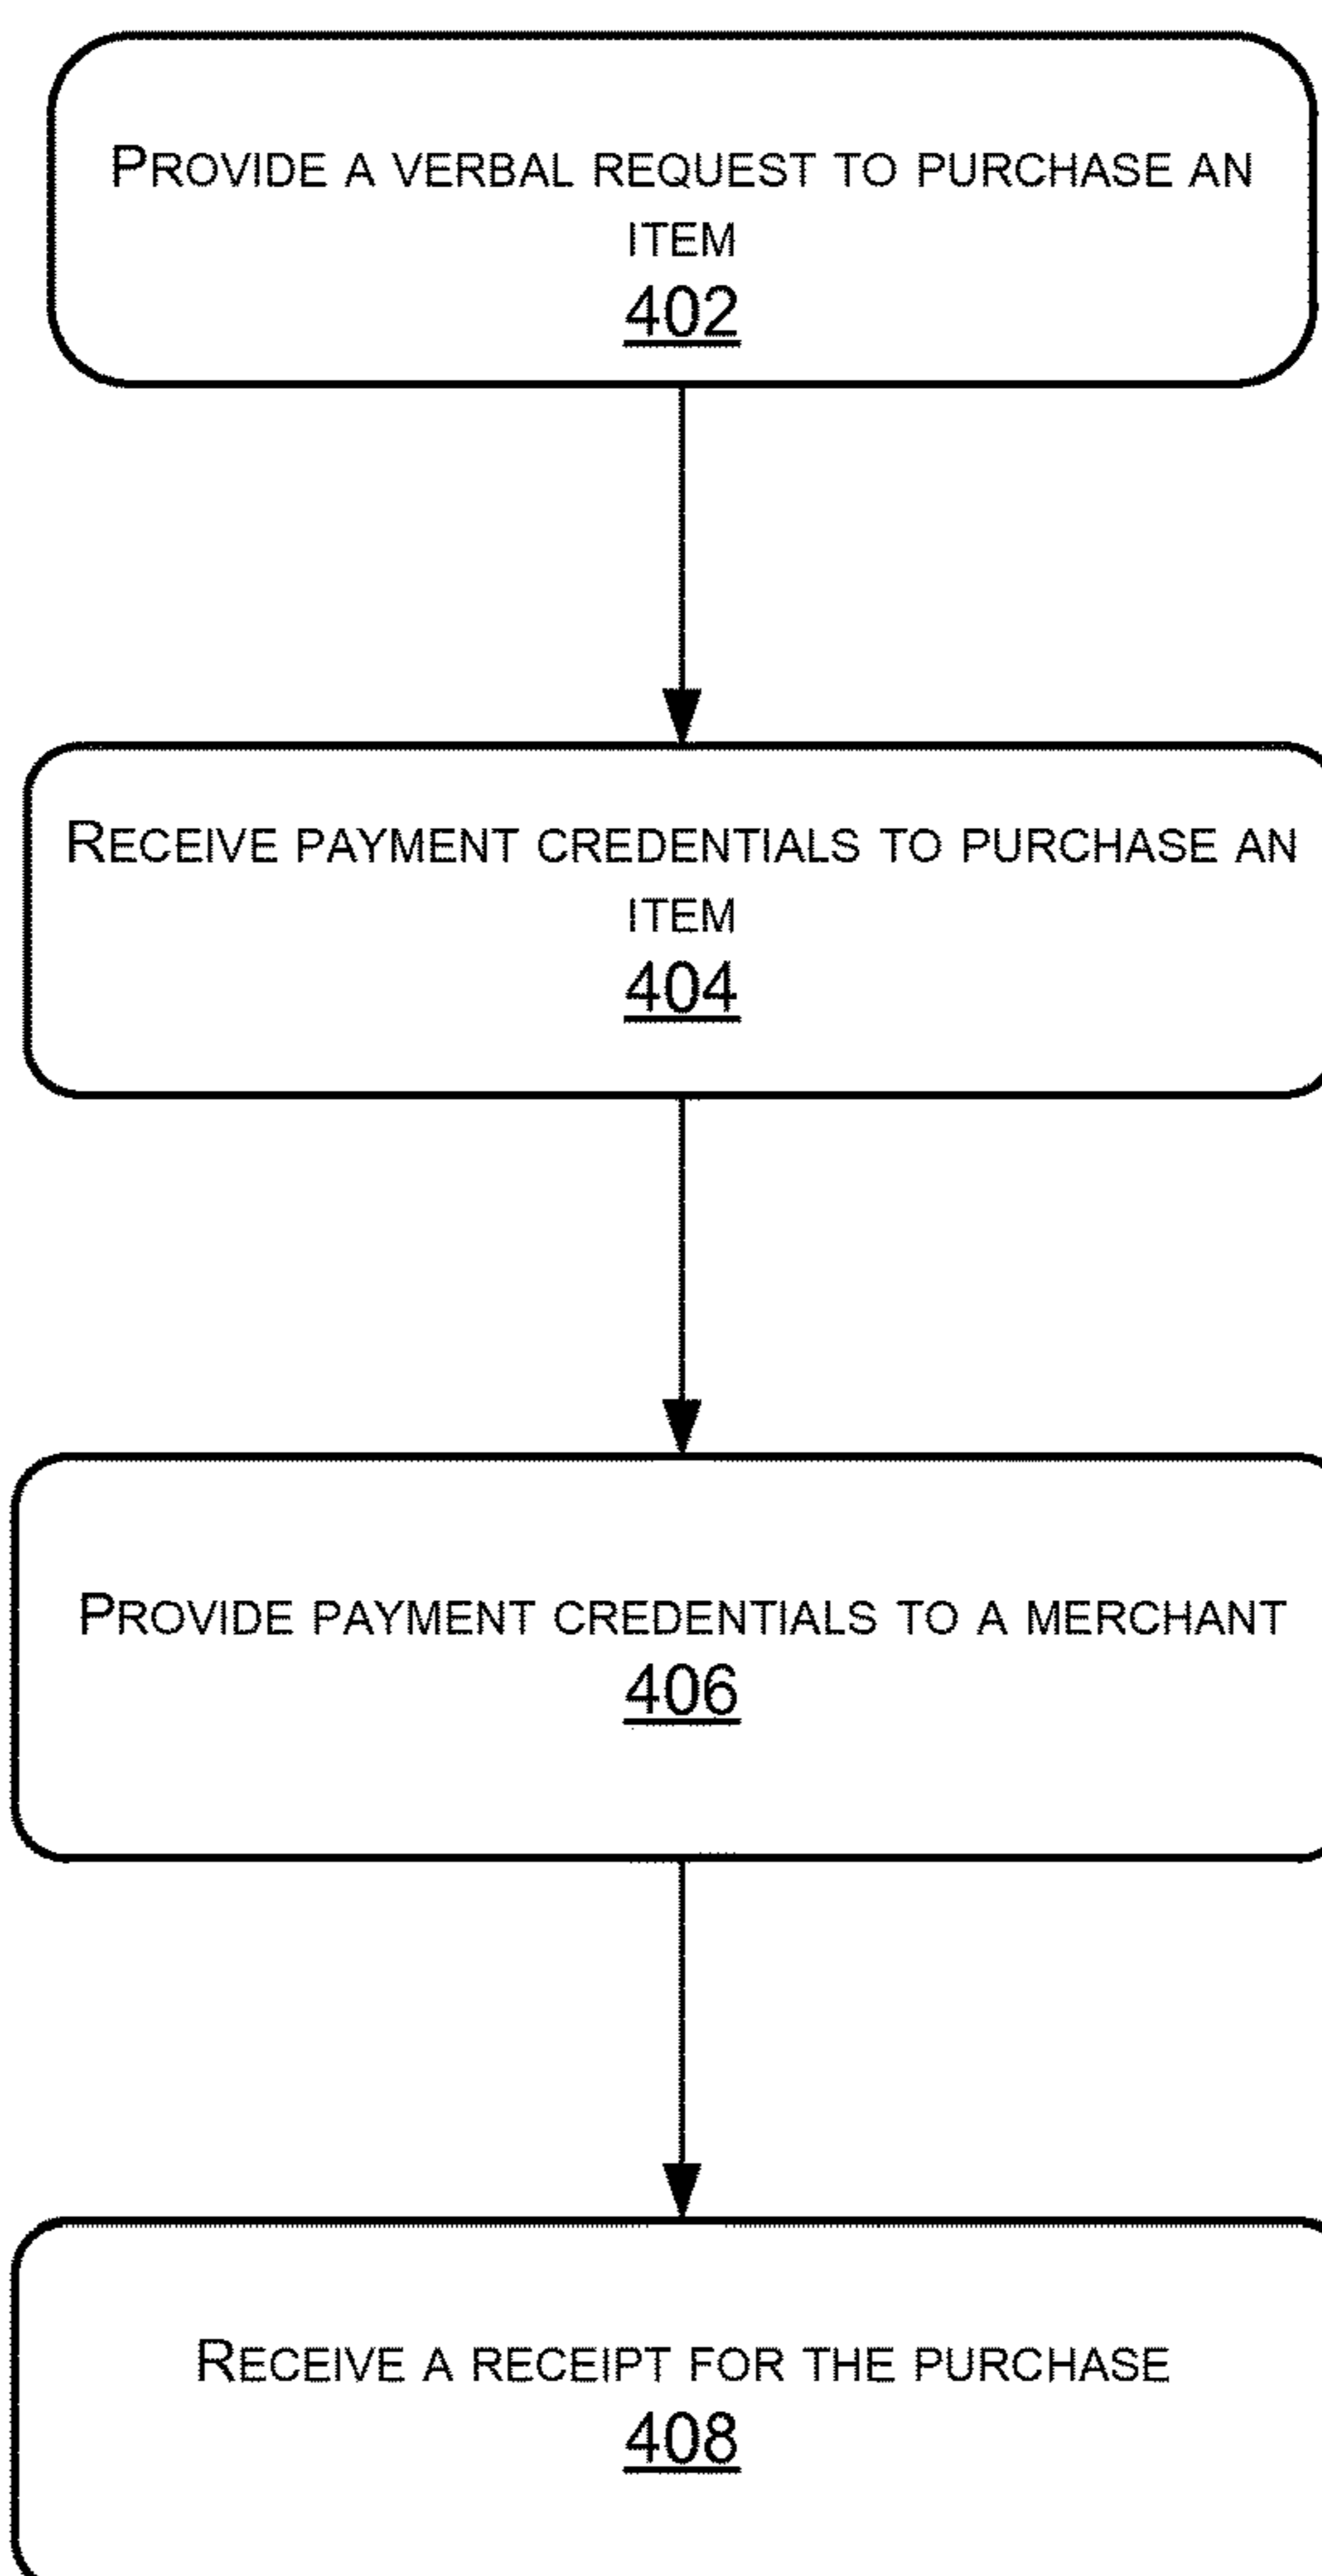 PROVIDE A VERBAL REQUEST TO PURCHASE AN
ITEM
402
RECEIVE PAYMENT CREDENTIALS TO PURCHASE AN
ITEM
404
PROVIDE PAYMENT CREDENTIALS TO A MERCHANT
406
RECEIVE A RECEIPT FOR THE PURCHASE
408